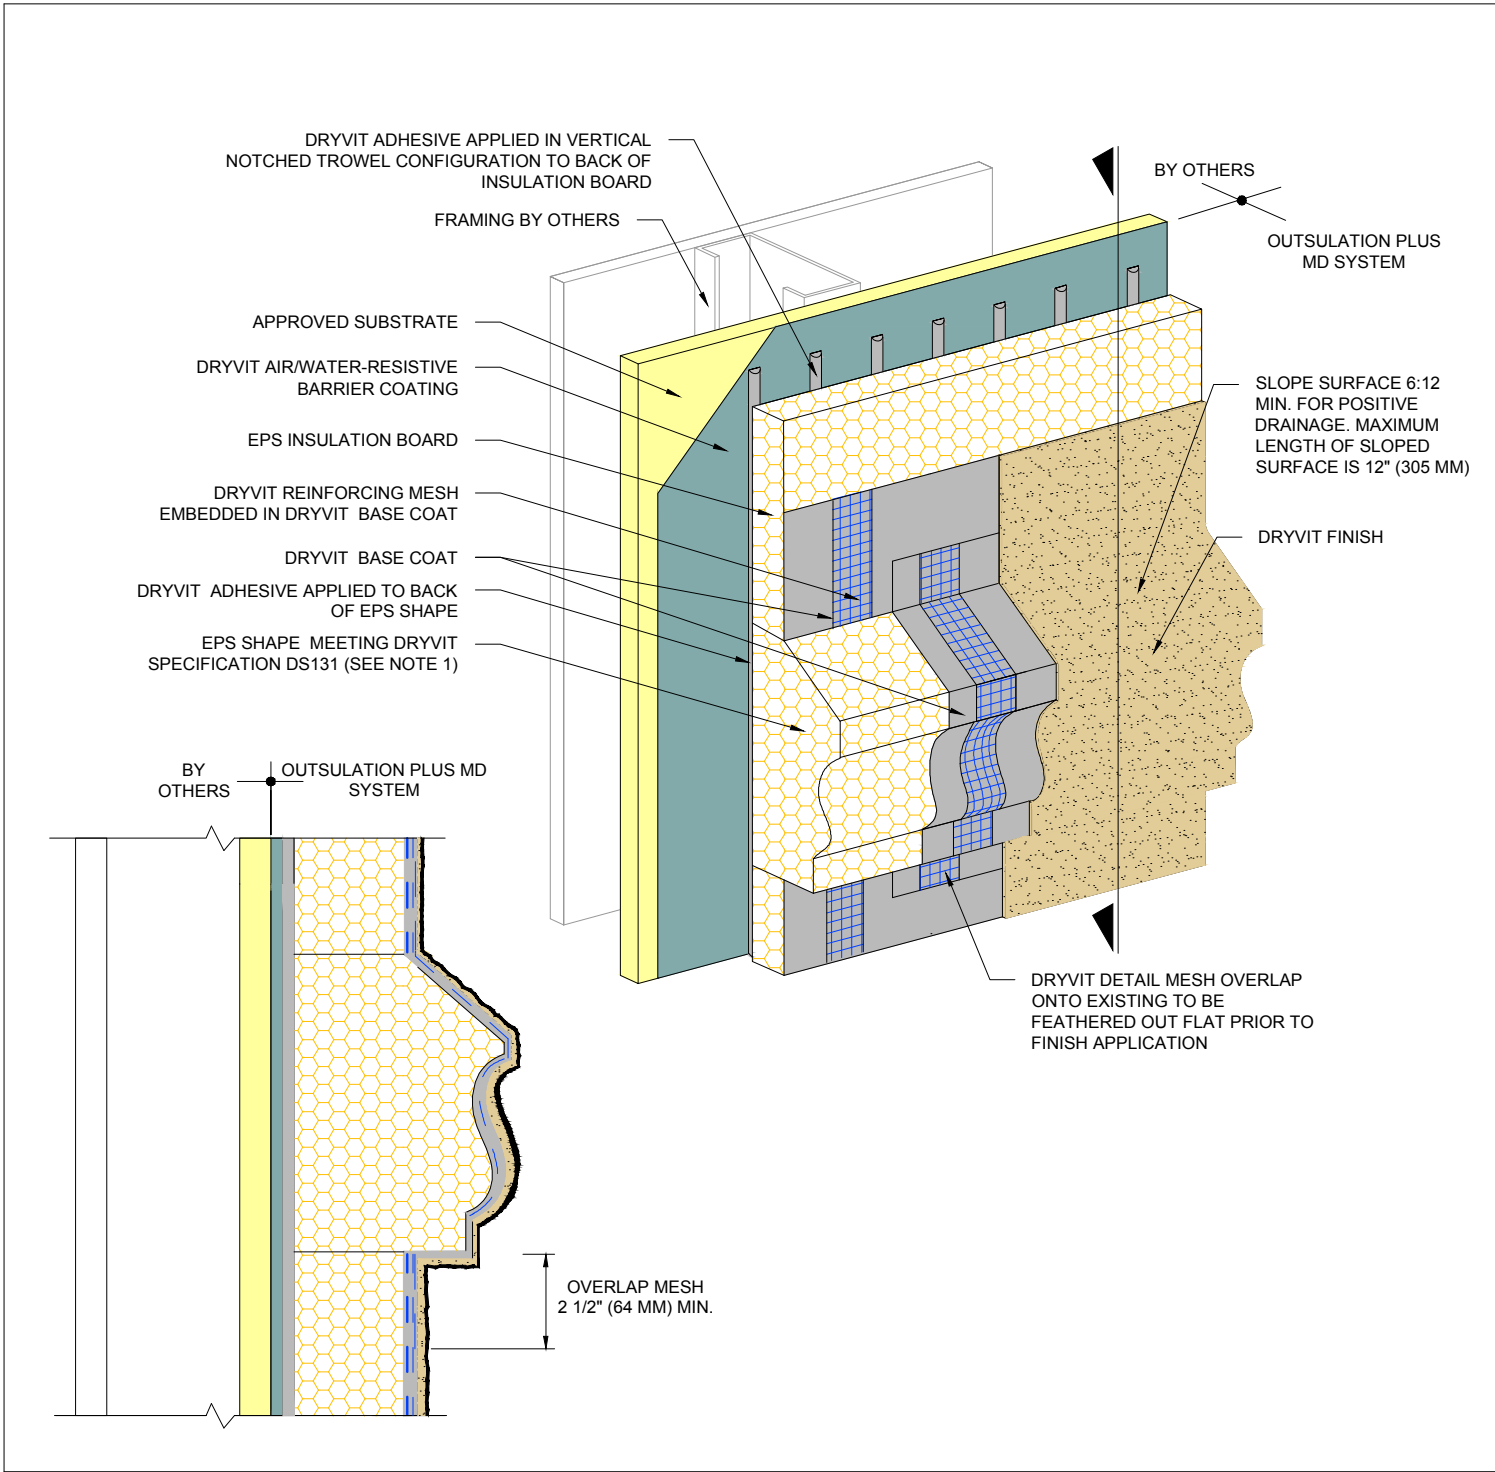 DRYVIT ADHESIVE APPLIED IN VERTICAL
NOTCHED TROWEL CONFIGURATION TO BACK OF
INSULATION BOARD
FRAMING BY OTHERS
APPROVED SUBSTRATE
DRYVIT AIR/WATER-RESISTIVE
BARRIER COATING
EPS INSULATION BOARD
DRYVIT REINFORCING MESH
EMBEDDED IN DRYVIT BASE COAT
DRYVIT BASE COAT
DRYVIT ADHESIVE APPLIED TO BACK
OF EPS SHAPE
EPS SHAPE MEETING DRYVIT
SPECIFICATION DS131 (SEE NOTE 1)
BY OTHERS
OUTSULATION PLUS
MD SYSTEM
SLOPE SURFACE 6:12
MIN. FOR POSITIVE
DRAINAGE. MAXIMUM
LENGTH OF SLOPED
SURFACE IS 12" (305 MM)
DRYVIT FINISH
DRYVIT DETAIL MESH OVERLAP
ONTO EXISTING TO BE
FEATHERED OUT FLAT PRIOR TO
FINISH APPLICATION
BY
OTHERS
OUTSULATION PLUS MD
SYSTEM
OVERLAP MESH
2 1/2" (64 MM) MIN.